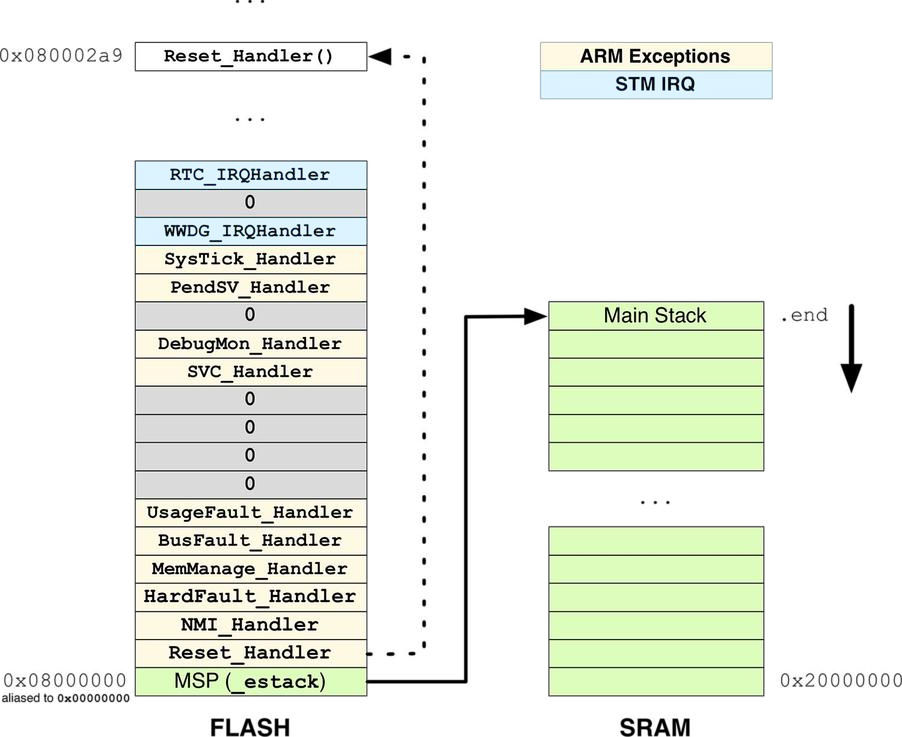 ...
0x080002a9
Reset_Handler()
ARM Exceptions
STM IRQ
...
RTC_IRQHandler
0
WWDG_IRQHandler
SysTick_Handler
PendSV_Handler
0
DebugMon_Handler
SVC_Handler
0
0
0
0
UsageFault_Handler
BusFault_Handler
MemManage_Handler
HardFault_Handler
NMI_Handler
Reset_Handler
MSP (_estack)
0x08000000
aliased to 0x00000000
FLASH
Main Stack
.end
...
0x20000000
SRAM